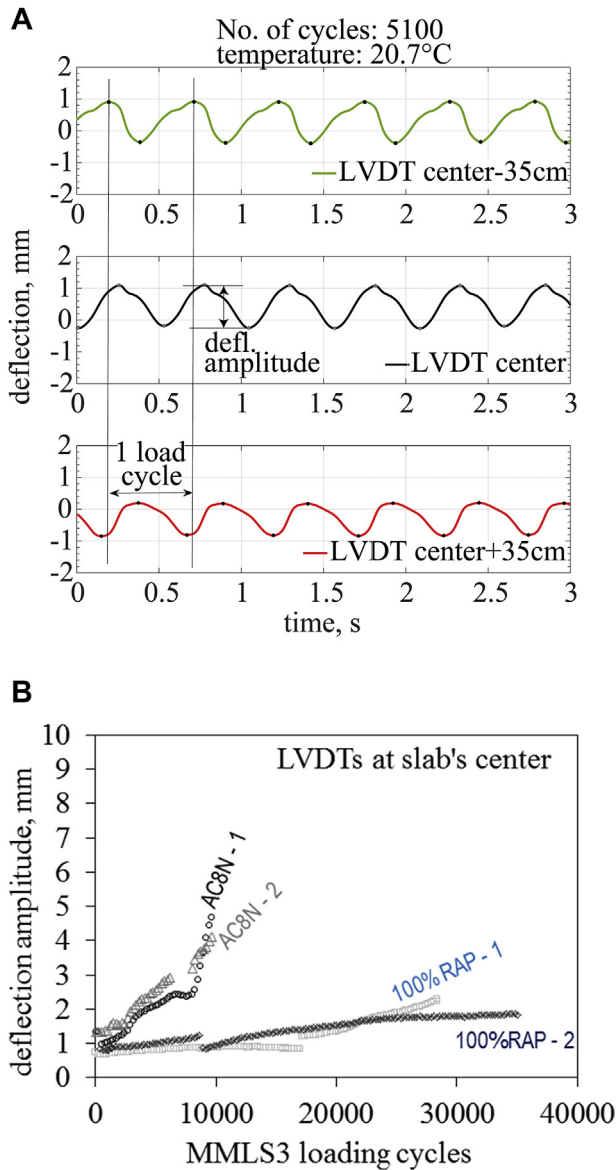 A
No. of cycles: 5100
temperature: 20.7°C
2
1
0
-1
-2
LVDT center-35cm
0 0.5 1 1.5 2 2.5 3
deflection, mm
2
1
0
-1
-2
defl.
amplitude
LVDT center
0 0.5 1 1.5 2 2.5 3
2
1
0
-1
-2
1 load
cycle
LVDT center+35cm
0 0.5 1 1.5 2 2.5 3
time, s
B
deflection amplitude, mm
10
9
8
7
6
5
4
3
2
1
0
LVDTs at slab's center
AC8N - 1
AC8N - 2
100% RAP - 1
100%RAP - 2
0 10000 20000 30000 40000
MMLS3 loading cycles